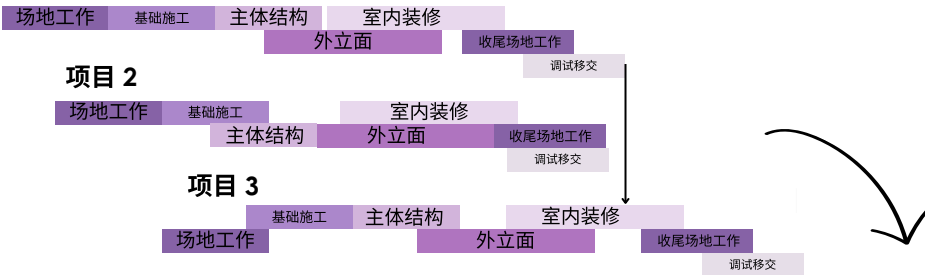 场地工作 基础施工 主体结构 室内装修
外立面 收尾场地工作
调试移交
项目 2
场地工作 基础施工 室内装修
主体结构 外立面 收尾场地工作
调试移交
项目 3
基础施工 主体结构 室内装修
场地工作 外立面 收尾场地工作
调试移交